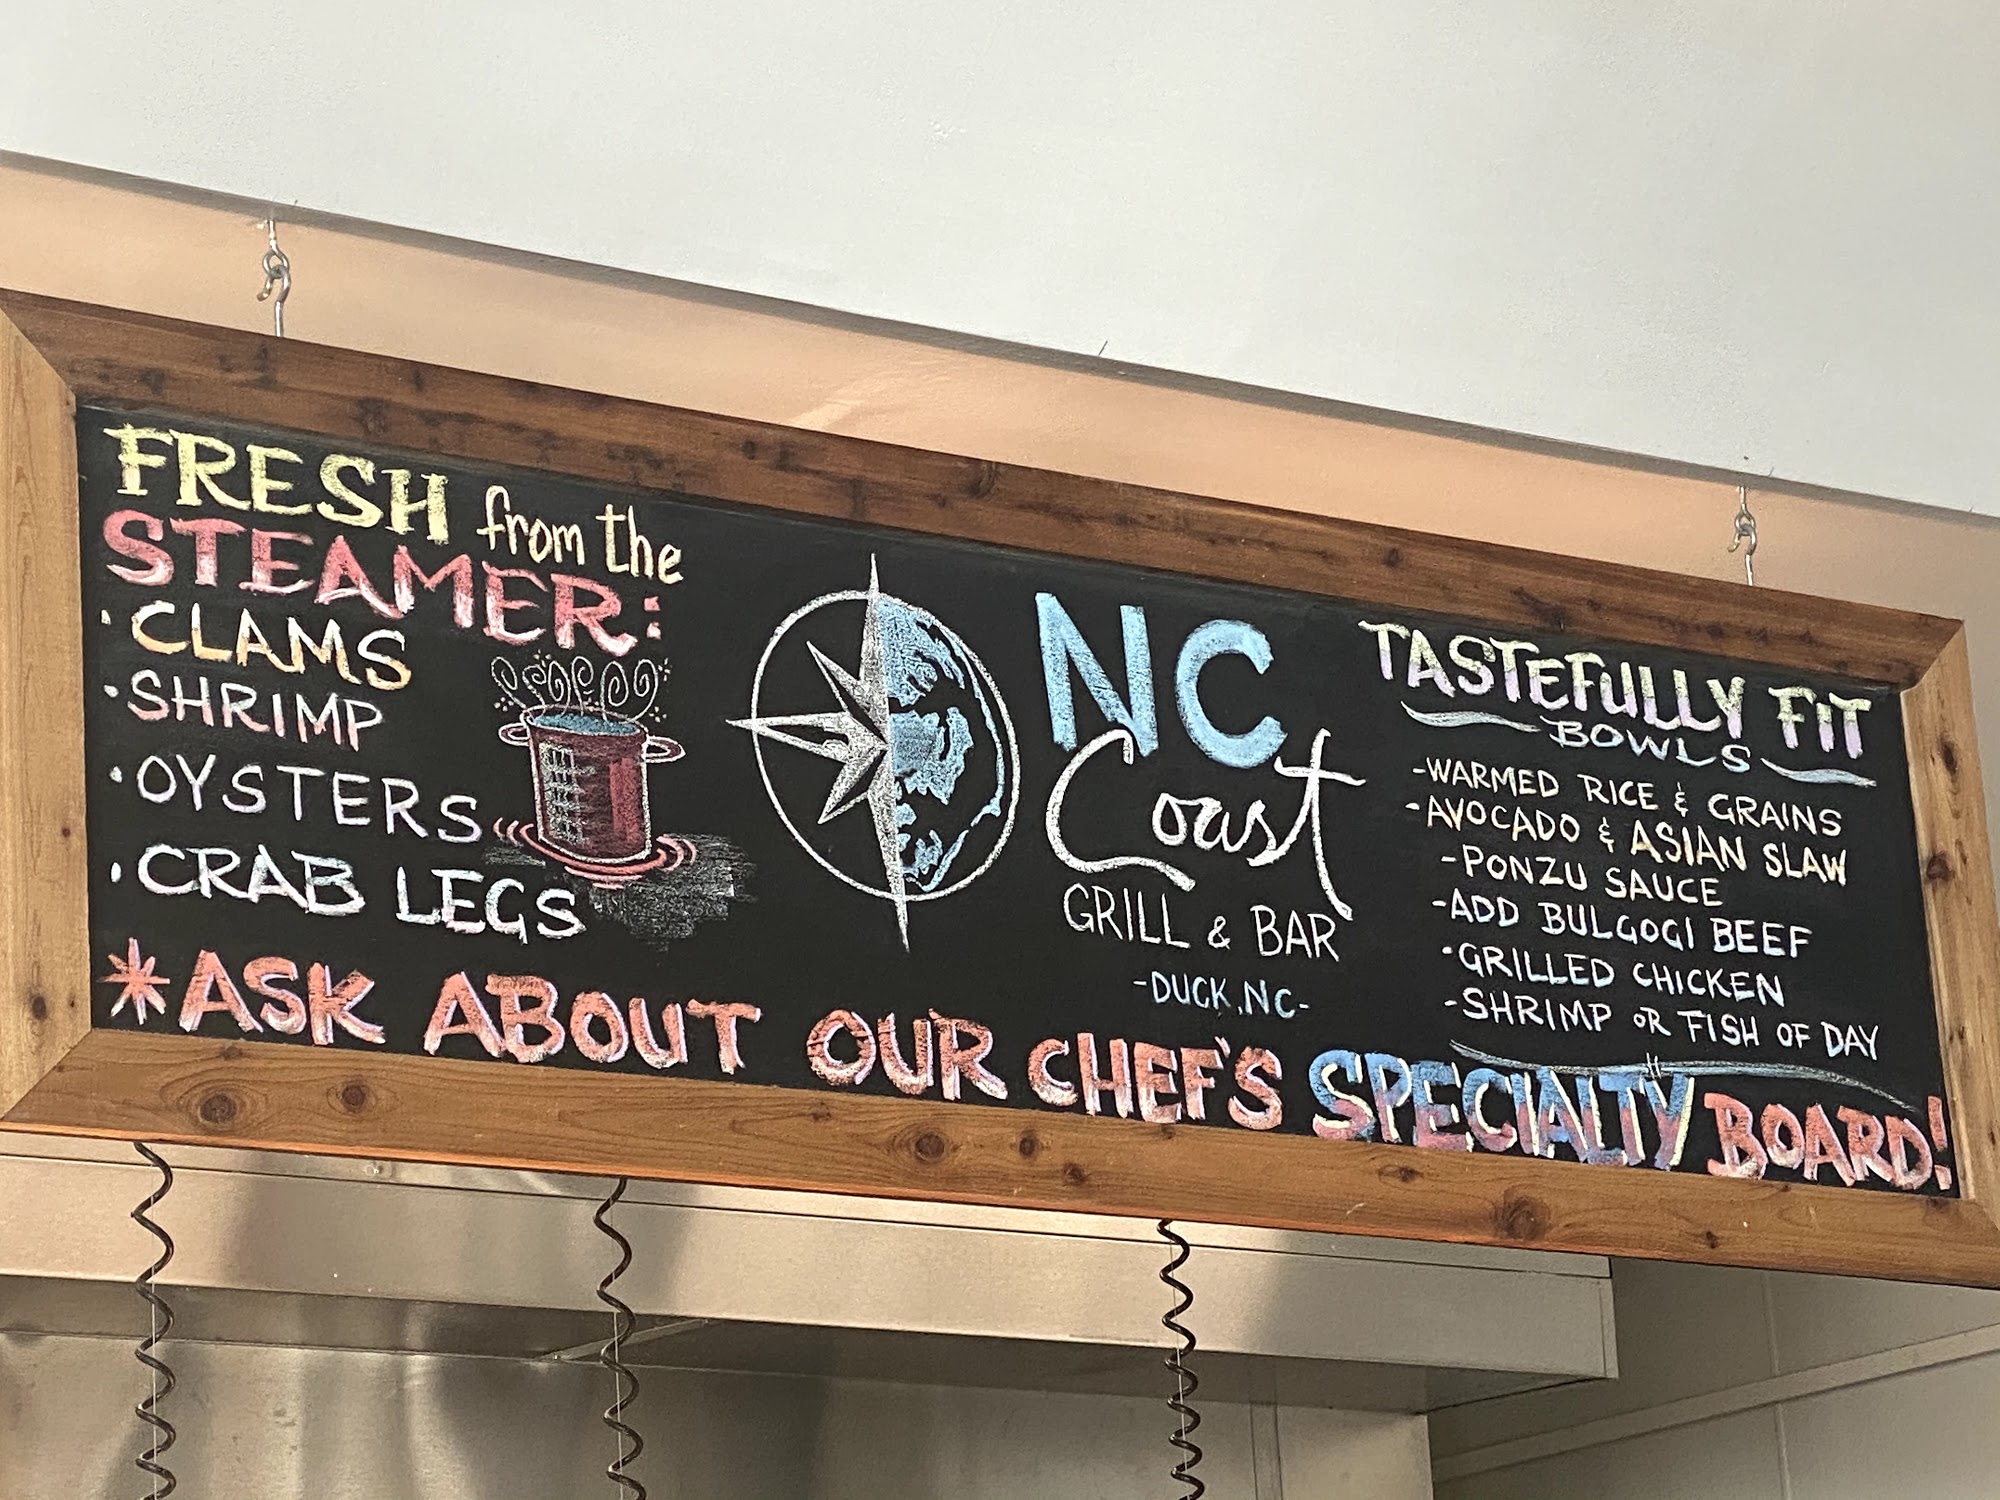 FRESH from the
STEAMER:
·CLAMS
·SHRIMP
·OYSTERS
·CRAB LEGS
NC
Coast
GRILL & BAR
-DUCK, NC-
TASTEFULLY FIT
BOWLS
-WARMED RICE & GRAINS
-AVOCADO & ASIAN SLAW
-PONZU SAUCE
-ADD BULGOGI BEEF
·GRILLED CHICKEN
-SHRIMP OR FISH OF DAY
*ASK ABOUT OUR CHEF'S SPECIALTY BOARD!